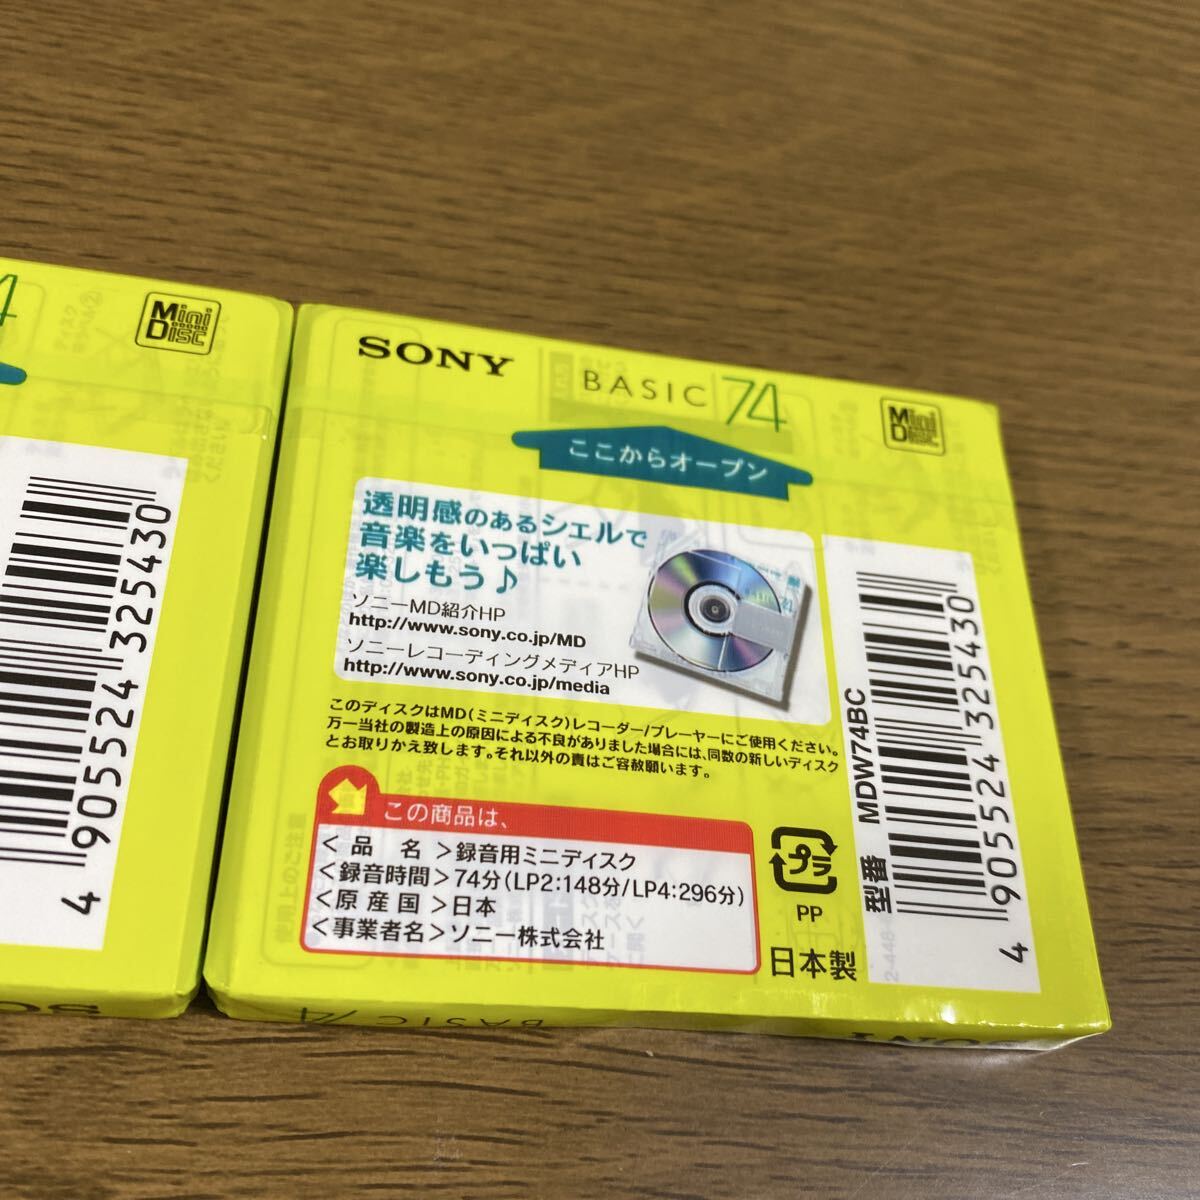 4
Mini
Disc
4 905524 325430
SONY
BASIC 74
Mini
Disc
ここからオープン
透明感のあるシェルで
音楽をいっぱい
楽しもう♪
ソニーMD紹介HP
http://www.sony.co.jp/MD
ソニーレコーディングメディアHP
http://www.sony.co.jp/media
このディスクはMD(ミニディスク)レコーダー/プレーヤーにご使用ください。
万一当社の製造上の原因による不良がありました場合には、同数の新しいディスク
とお取りかえ致します。それ以外の責はご容赦願います。
この商品は、
<品名>録音用ミニディスク
<録音時間>74分(LP2:148分/LP4:296分)
<原産国>日本
<事業者名>ソニー株式会社
プラ
PP
日本製
型番 MDW74BC
4 905524 325430
BASIC 74